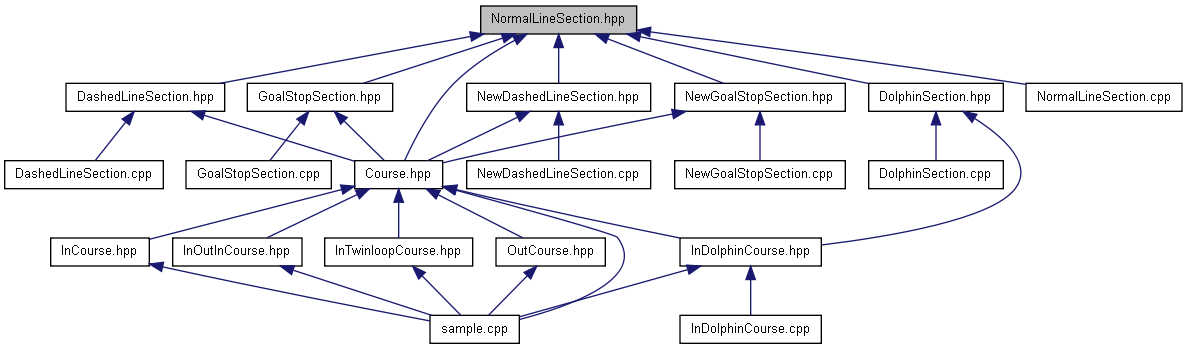 NormalLineSection.hpp
DashedLineSection.hpp
GoalStopSection.hpp
NewDashedLineSection.hpp
NewGoalStopSection.hpp
DolphinSection.hpp
NormalLineSection.cpp
DashedLineSection.cpp
GoalStopSection.cpp
Course.hpp
NewDashedLineSection.cpp
NewGoalStopSection.cpp
DolphinSection.cpp
InCourse.hpp
InOutInCourse.hpp
InTwinloopCourse.hpp
OutCourse.hpp
InDolphinCourse.hpp
sample.cpp
InDolphinCourse.cpp